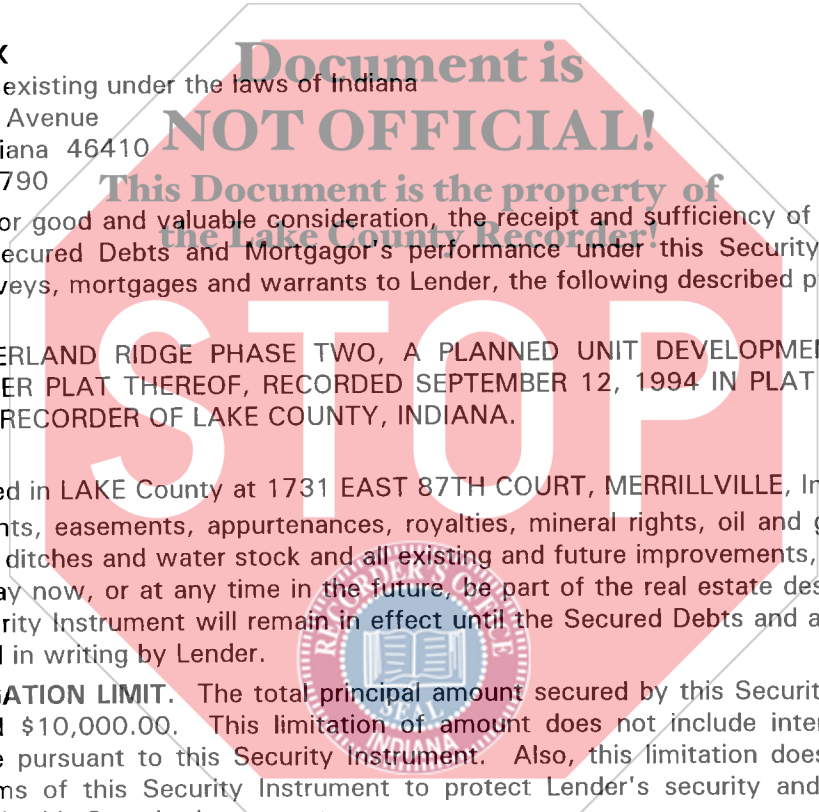 Document is
existing under the laws of Indiana
Avenue
NOT OFFICIAL!
iana 46410
790
This Document is the property of
or good and valuable consideration, the receipt and sufficiency of
the Lake County Recorder!
ecured Debts and Mortgagor's performance under this Security
veys, mortgages and warrants to Lender, the following described p
STOP
ERLAND RIDGE PHASE TWO, A PLANNED UNIT DEVELOPMEN
ER PLAT THEREOF, RECORDED SEPTEMBER 12, 1994 IN PLAT
RECORDER OF LAKE COUNTY, INDIANA.
ed in LAKE County at 1731 EAST 87TH COURT, MERRILLVILLE, In
nts, easements, appurtenances, royalties, mineral rights, oil and g
ditches and water stock and all existing and future improvements,
ay now, or at any time in the future, be part of the real estate des
rity Instrument will remain in effect until the Secured Debts and a
in writing by Lender.
RECORDER'S OFFICE
SEAL
INDIANA
GATION LIMIT. The total principal amount secured by this Securit
$10,000.00. This limitation of amount does not include inter
e pursuant to this Security Instrument. Also, this limitation does
ms of this Security Instrument to protect Lender's security and